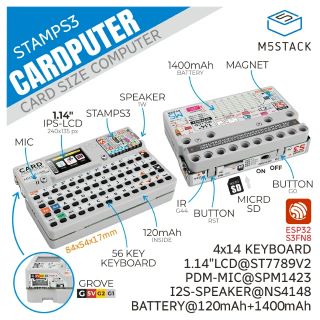 STAMPS3
CARDPUTER
CARD SIZE COMPUTER
M5STACK
1400mAh
BATTERY
MAGNET
SPEAKER
1W
1.14"
IPS-LCD
240x135 px
STAMPS3
MIC
CARD
IR
G44
BUTTON
RST
MICRO
SD
ON OFF
BUTTON
G0
ESP32
S3FN8
84x54x17mm
120mAh
INSIDE
56 KEY
KEYBOARD
GROVE
G 5V G2 G1
4x14 KEYBOARD
1.14"LCD@ST7789V2
PDM-MIC@SPM1423
I2S-SPEAKER@NS4148
BATTERY@120mAh+1400mAh